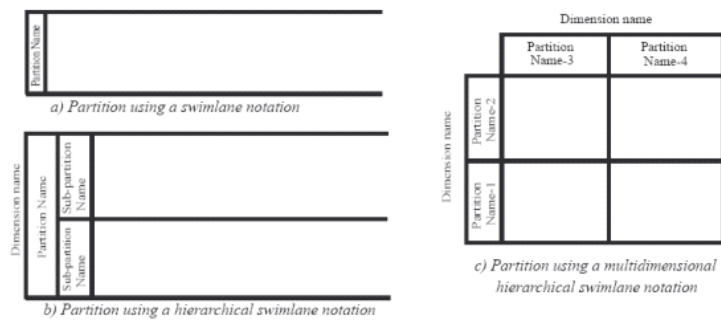 Partition Name
a) Partition using a swimlane notation
Dimension name
Partition Name
Sub-partition
Name
Sub-partition
Name
b) Partition using a hierarchical swimlane notation
Dimension name
Partition
Name-3
Partition
Name-4
Dimension name
Partition
Name-2
Partition
Name-1
c) Partition using a multidimensional
hierarchical swimlane notation